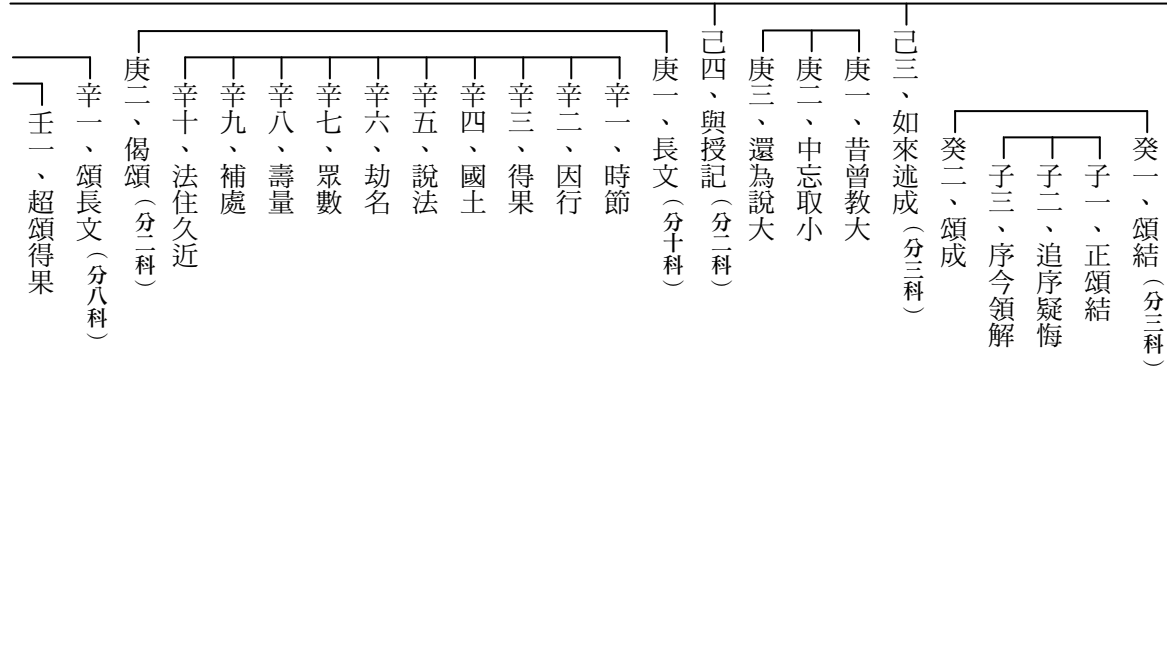 癸一、頌結（分三科）
子一、正頌結
子二、追序疑悔
子三、序今領解
癸二、頌成
己三、如來述成（分三科）
庚一、昔曾教大
庚二、中忘取小
庚三、還為說大
己四、與授記（分二科）
庚一、長文（分十科）
辛一、時節
辛二、因行
辛三、得果
辛四、國土
辛五、說法
辛六、劫名
辛七、眾數
辛八、壽量
辛九、補處
辛十、法住久近
庚二、偈頌（分二科）
辛一、頌長文（分八科）
壬一、超頌得果